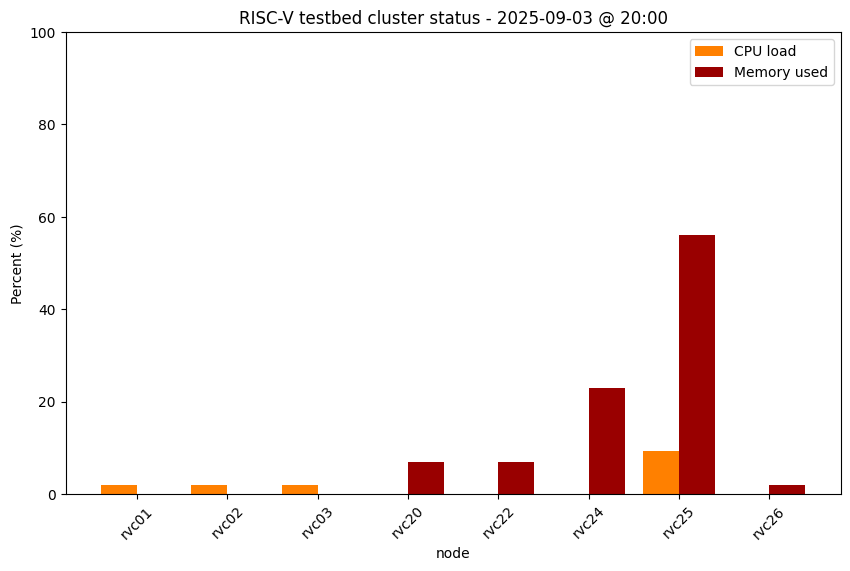 RISC-V testbed cluster status - 2025-09-03 @ 20:00
CPU load
Memory used
Percent (%)
100
80
60
40
20
0
rvc01
rvc02
rvc03
rvc20
rvc22
rvc24
rvc25
rvc26
node